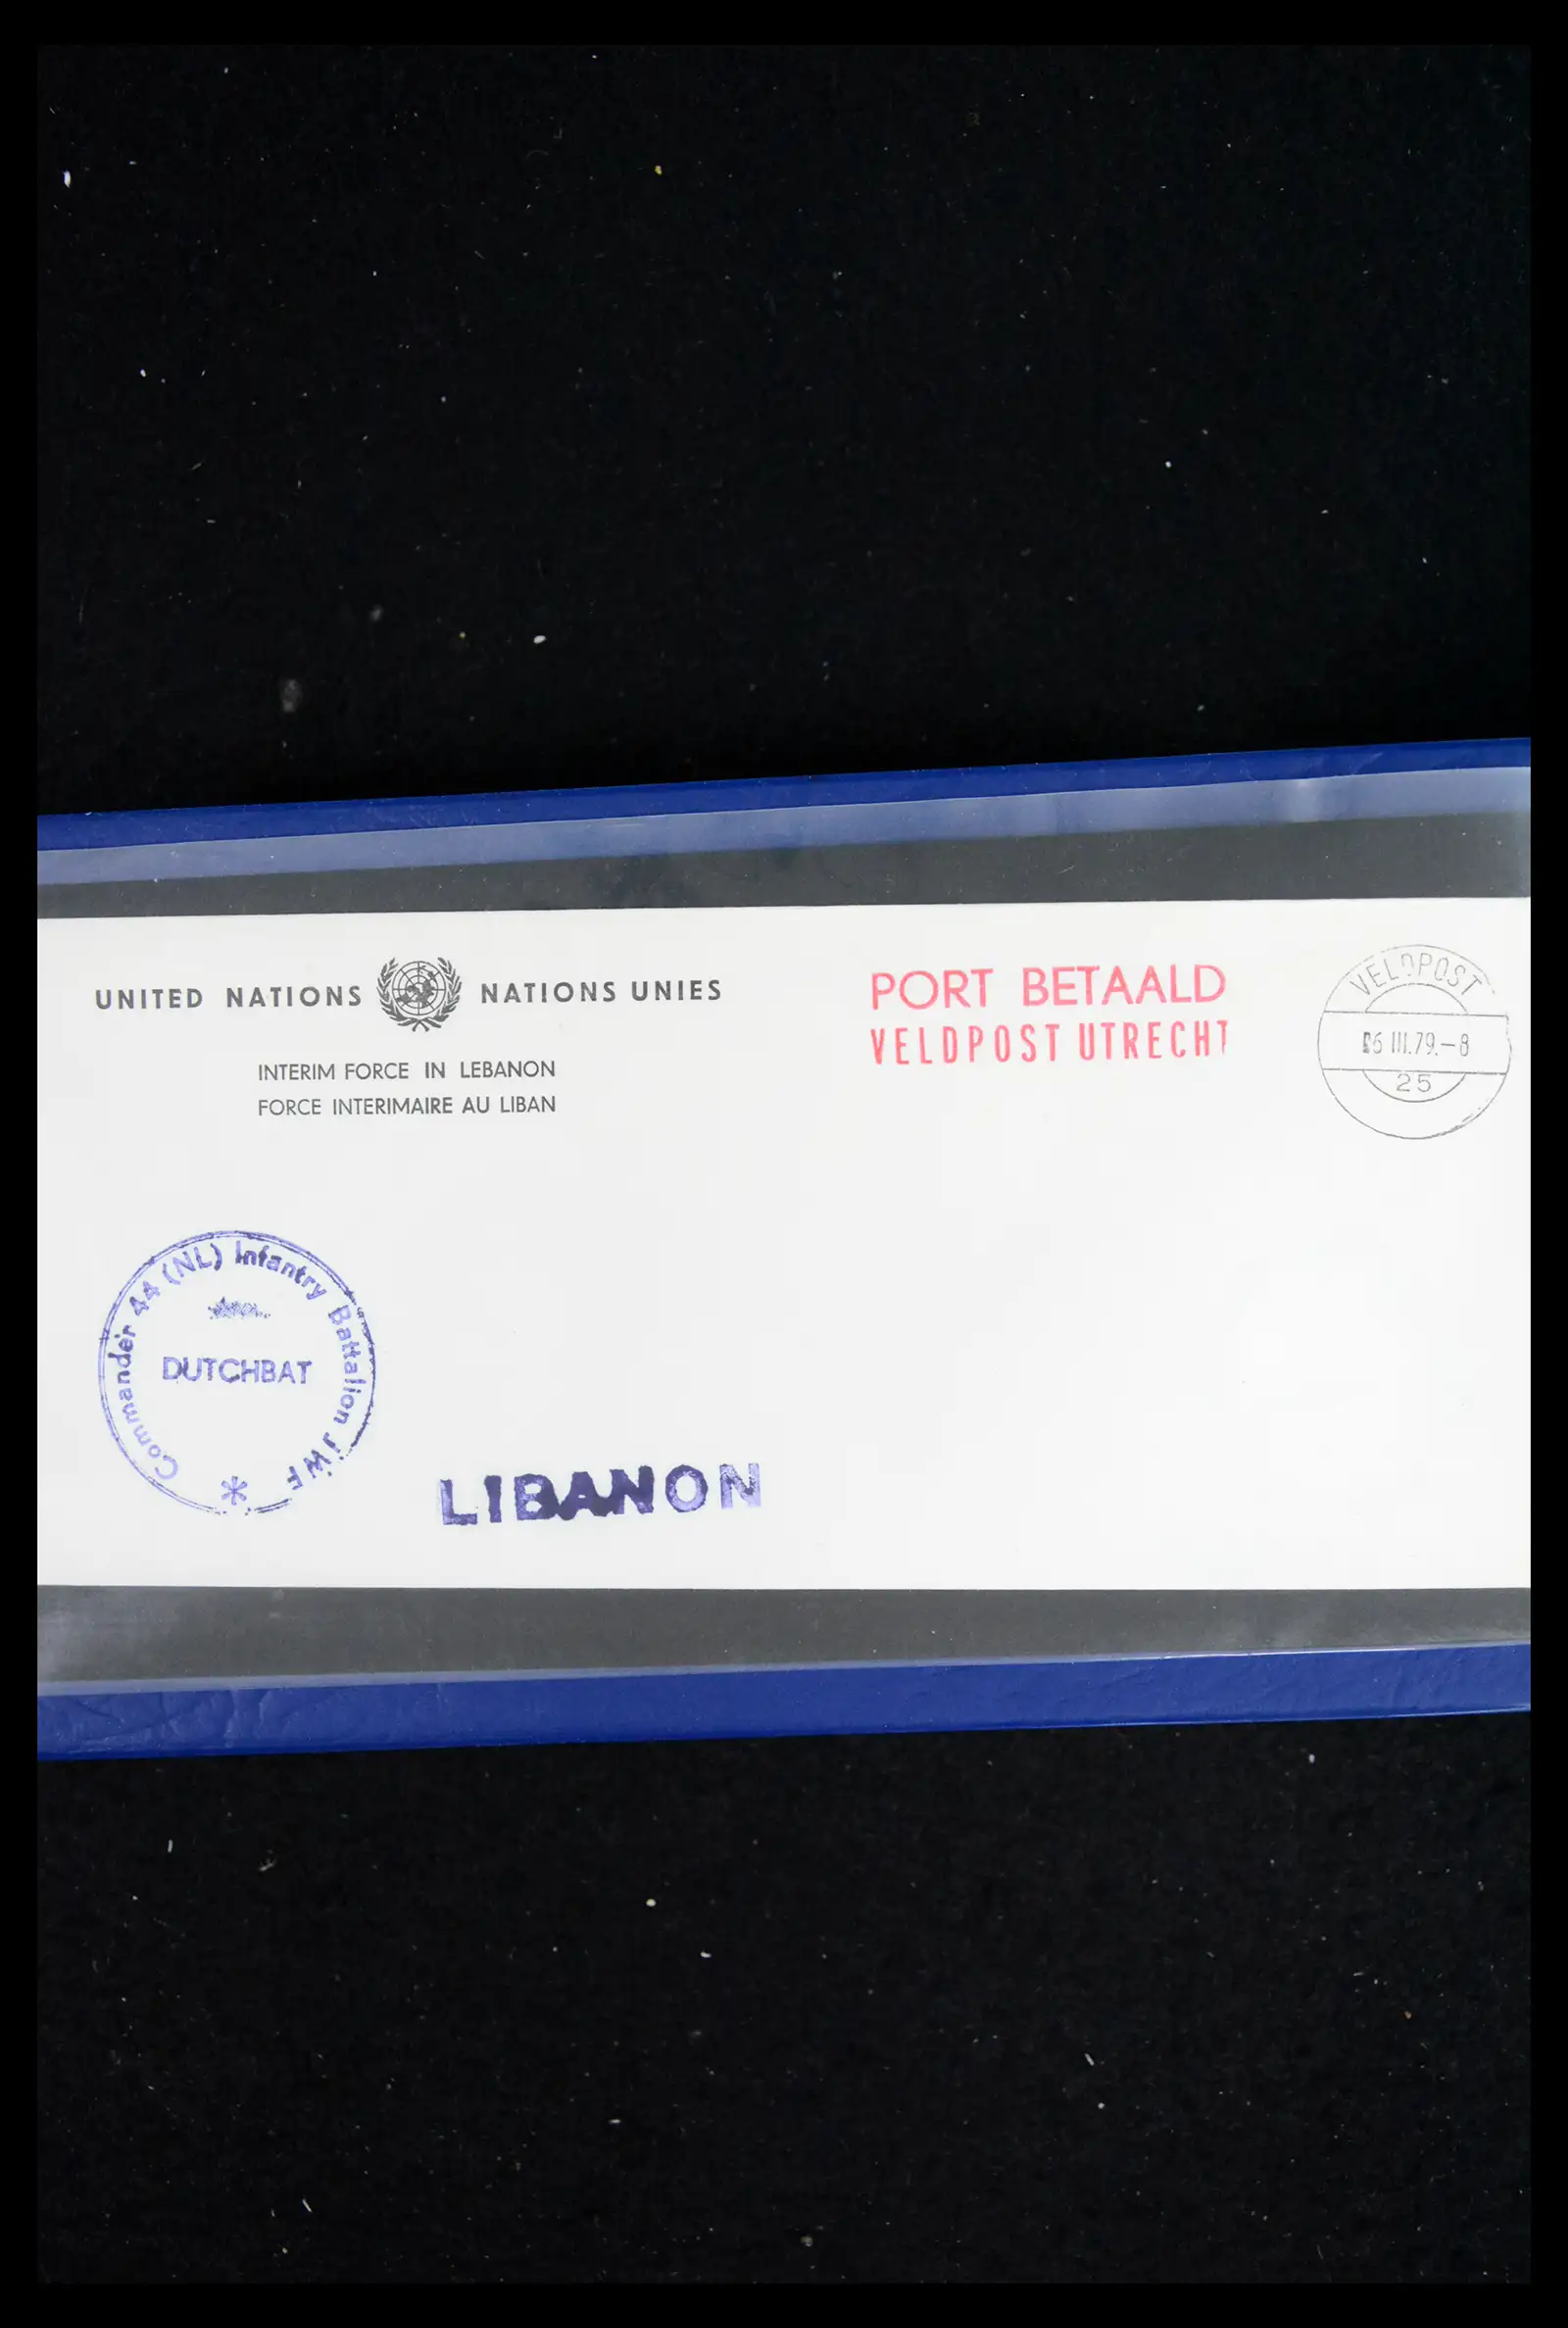 UNITED NATIONS NATIONS UNIES
INTERIM FORCE IN LEBANON
FORCE INTERIMAIRE AU LIBAN
PORT BETAALD
VELDPOST UTRECHT
VELDPOST
III.79.–8
25
Commander 44 (NL) Infantry Battalion JWF
DUTCHBAT
*
LIBANON